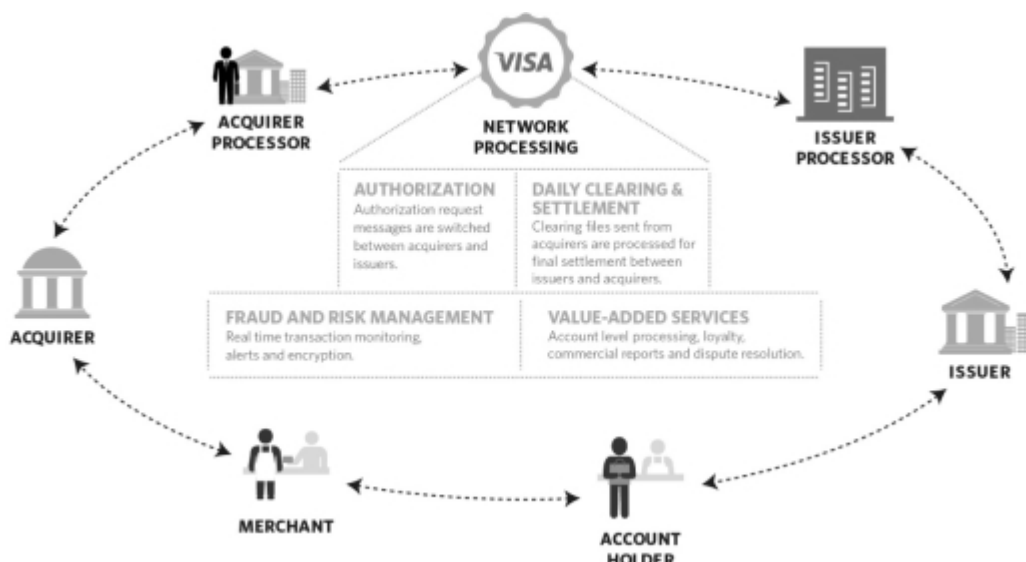 VISA
ACQUIRER
PROCESSOR
NETWORK
PROCESSING
ISSUER
PROCESSOR
AUTHORIZATION
Authorization request
messages are switched
between acquirers and
issuers.
DAILY CLEARING &
SETTLEMENT
Clearing files sent from
acquirers are processed for
final settlement between
issuers and acquirers.
ACQUIRER
FRAUD AND RISK MANAGEMENT
Real time transaction monitoring,
alerts and encryption.
VALUE-ADDED SERVICES
Account level processing, loyalty,
commercial reports and dispute resolution.
ISSUER
MERCHANT
ACCOUNT
HOLDER